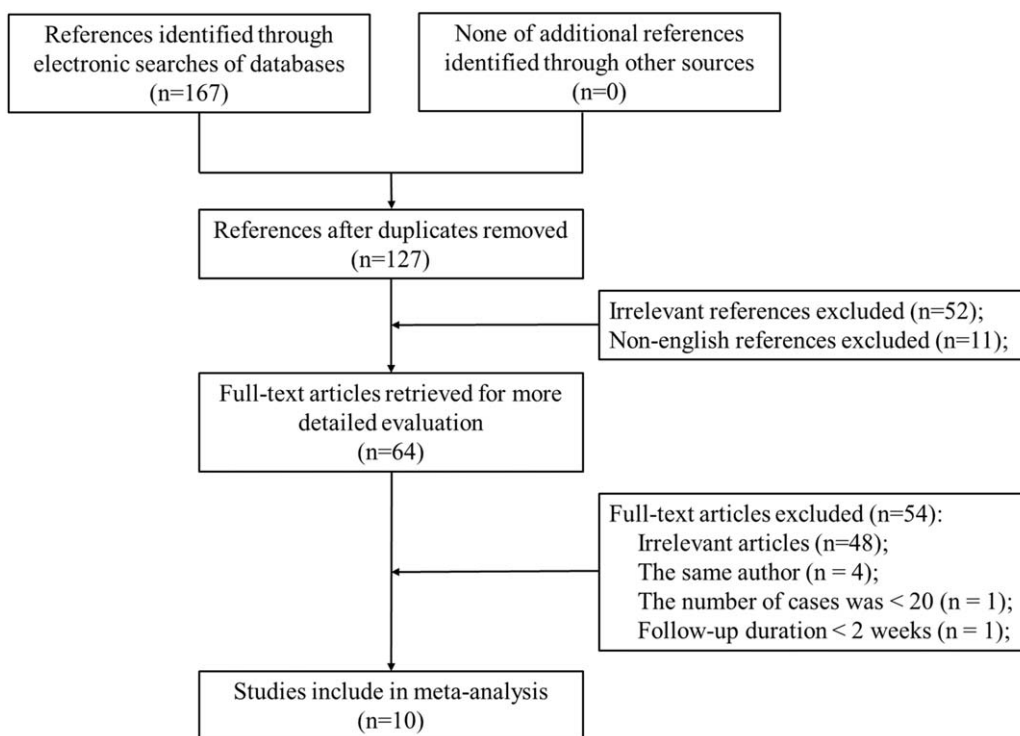 References identified through
electronic searches of databases
(n=167)
None of additional references
identified through other sources
(n=0)
References after duplicates removed
(n=127)
Irrelevant references excluded (n=52);
Non-english references excluded (n=11);
Full-text articles retrieved for more
detailed evaluation
(n=64)
Full-text articles excluded (n=54):
Irrelevant articles (n=48);
The same author (n = 4);
The number of cases was < 20 (n = 1);
Follow-up duration < 2 weeks (n = 1);
Studies include in meta-analysis
(n=10)